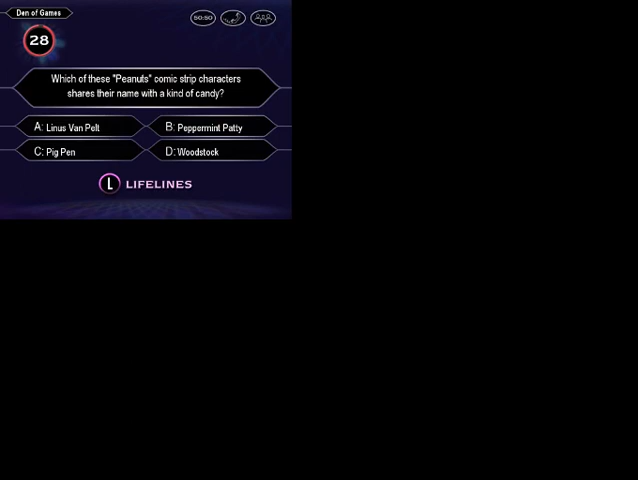 Den of Games
50:50
28
Which of these "Peanuts" comic strip characters
shares their name with a kind of candy?
A: Linus Van Pelt
B: Peppermint Patty
C: Pig Pen
D: Woodstock
L LIFELINES